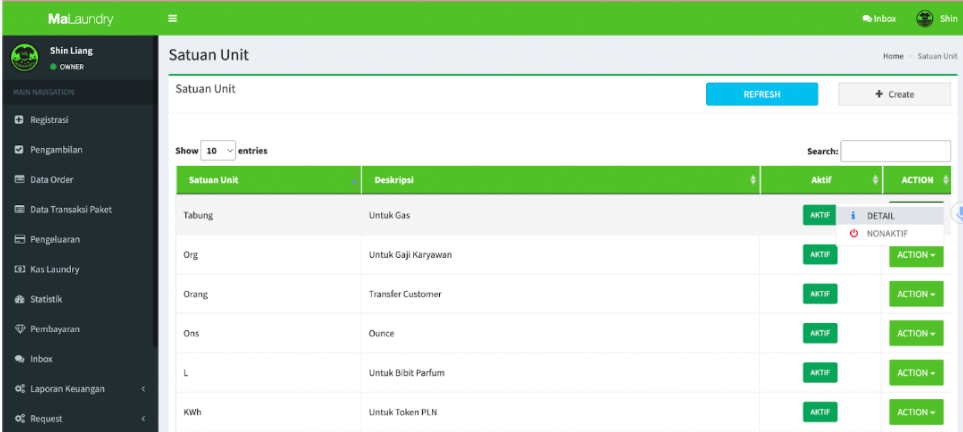 MaLaundry
Inbox
Shin
Shin Liang
OWNER
Satuan Unit
Home > Satuan Unit
MAIN NAVIGATION
Satuan Unit
REFRESH
+ Create
Registrasi
Pengambilan
Show 10 entries
Search:
Data Order
Satuan Unit Deskripsi Aktif ACTION
Data Transaksi Paket
Tabung Untuk Gas AKTIF
DETAIL
NONAKTIF
Pengeluaran
Org Untuk Gaji Karyawan AKTIF ACTION
Kas Laundry
Orang Transfer Customer AKTIF ACTION
Statistik
Pembayaran
Ons Ounce AKTIF ACTION
Inbox
L Untuk Bibit Parfum AKTIF ACTION
Laporan Keuangan
KWh Untuk Token PLN AKTIF ACTION
Request